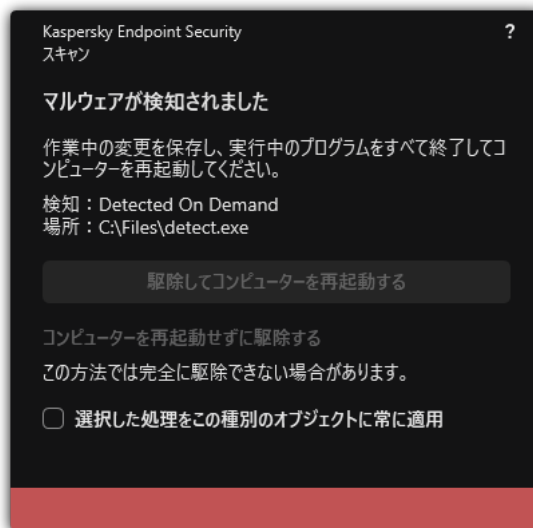 Kaspersky Endpoint Security
?
スキャン
マルウェアが検知されました
作業中の変更を保存し、実行中のプログラムをすべて終了してコ
ンピューターを再起動してください。
検知：Detected On Demand
場所：C:\Files\detect.exe
駆除してコンピューターを再起動する
コンピューターを再起動せずに駆除する
この方法では完全に駆除できない場合があります。
選択した処理をこの種別のオブジェクトに常に適用